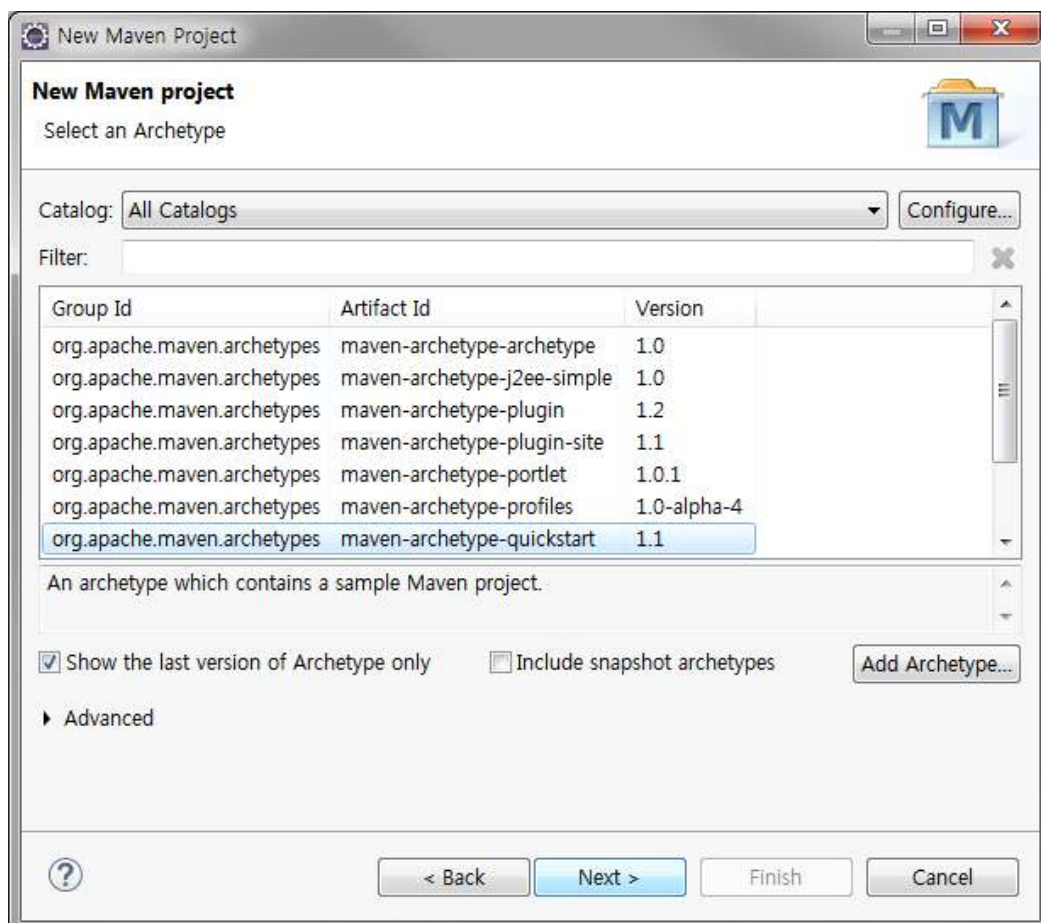 New Maven Project
New Maven project
Select an Archetype
M
Catalog: All Catalogs Configure...
Filter:
Group Id Artifact Id Version
org.apache.maven.archetypes maven-archetype-archetype 1.0
org.apache.maven.archetypes maven-archetype-j2ee-simple 1.0
org.apache.maven.archetypes maven-archetype-plugin 1.2
org.apache.maven.archetypes maven-archetype-plugin-site 1.1
org.apache.maven.archetypes maven-archetype-portlet 1.0.1
org.apache.maven.archetypes maven-archetype-profiles 1.0-alpha-4
org.apache.maven.archetypes maven-archetype-quickstart 1.1
An archetype which contains a sample Maven project.
Show the last version of Archetype only Include snapshot archetypes Add Archetype...
Advanced
? < Back Next > Finish Cancel